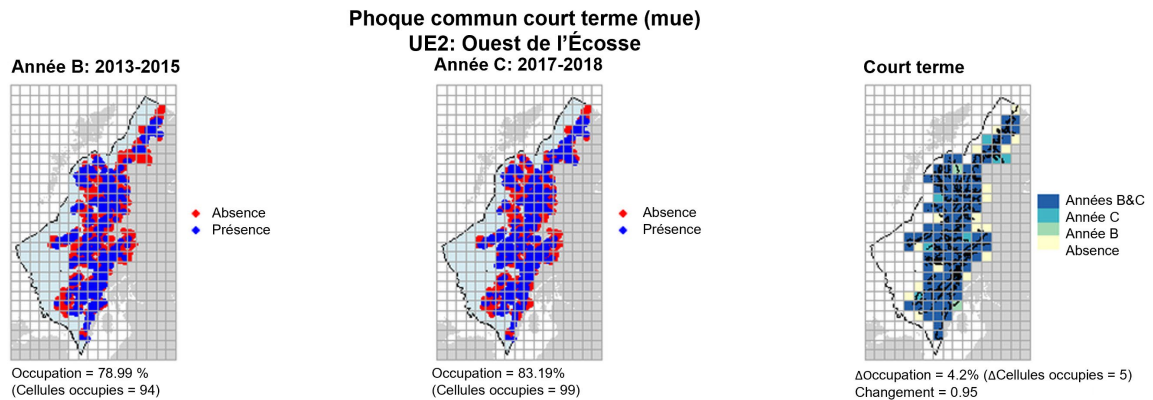 Phoque commun court terme (mue)
UE2: Ouest de l’Écosse
Année B: 2013-2015
Absence
Présence
Occupation = 78.99 %
(Cellules occupies = 94)
Année C: 2017-2018
Absence
Présence
Occupation = 83.19%
(Cellules occupies = 99)
Court terme
Années B&C
Année C
Année B
Absence
ΔOccupation = 4.2% (ΔCellules occupies = 5)
Changement = 0.95